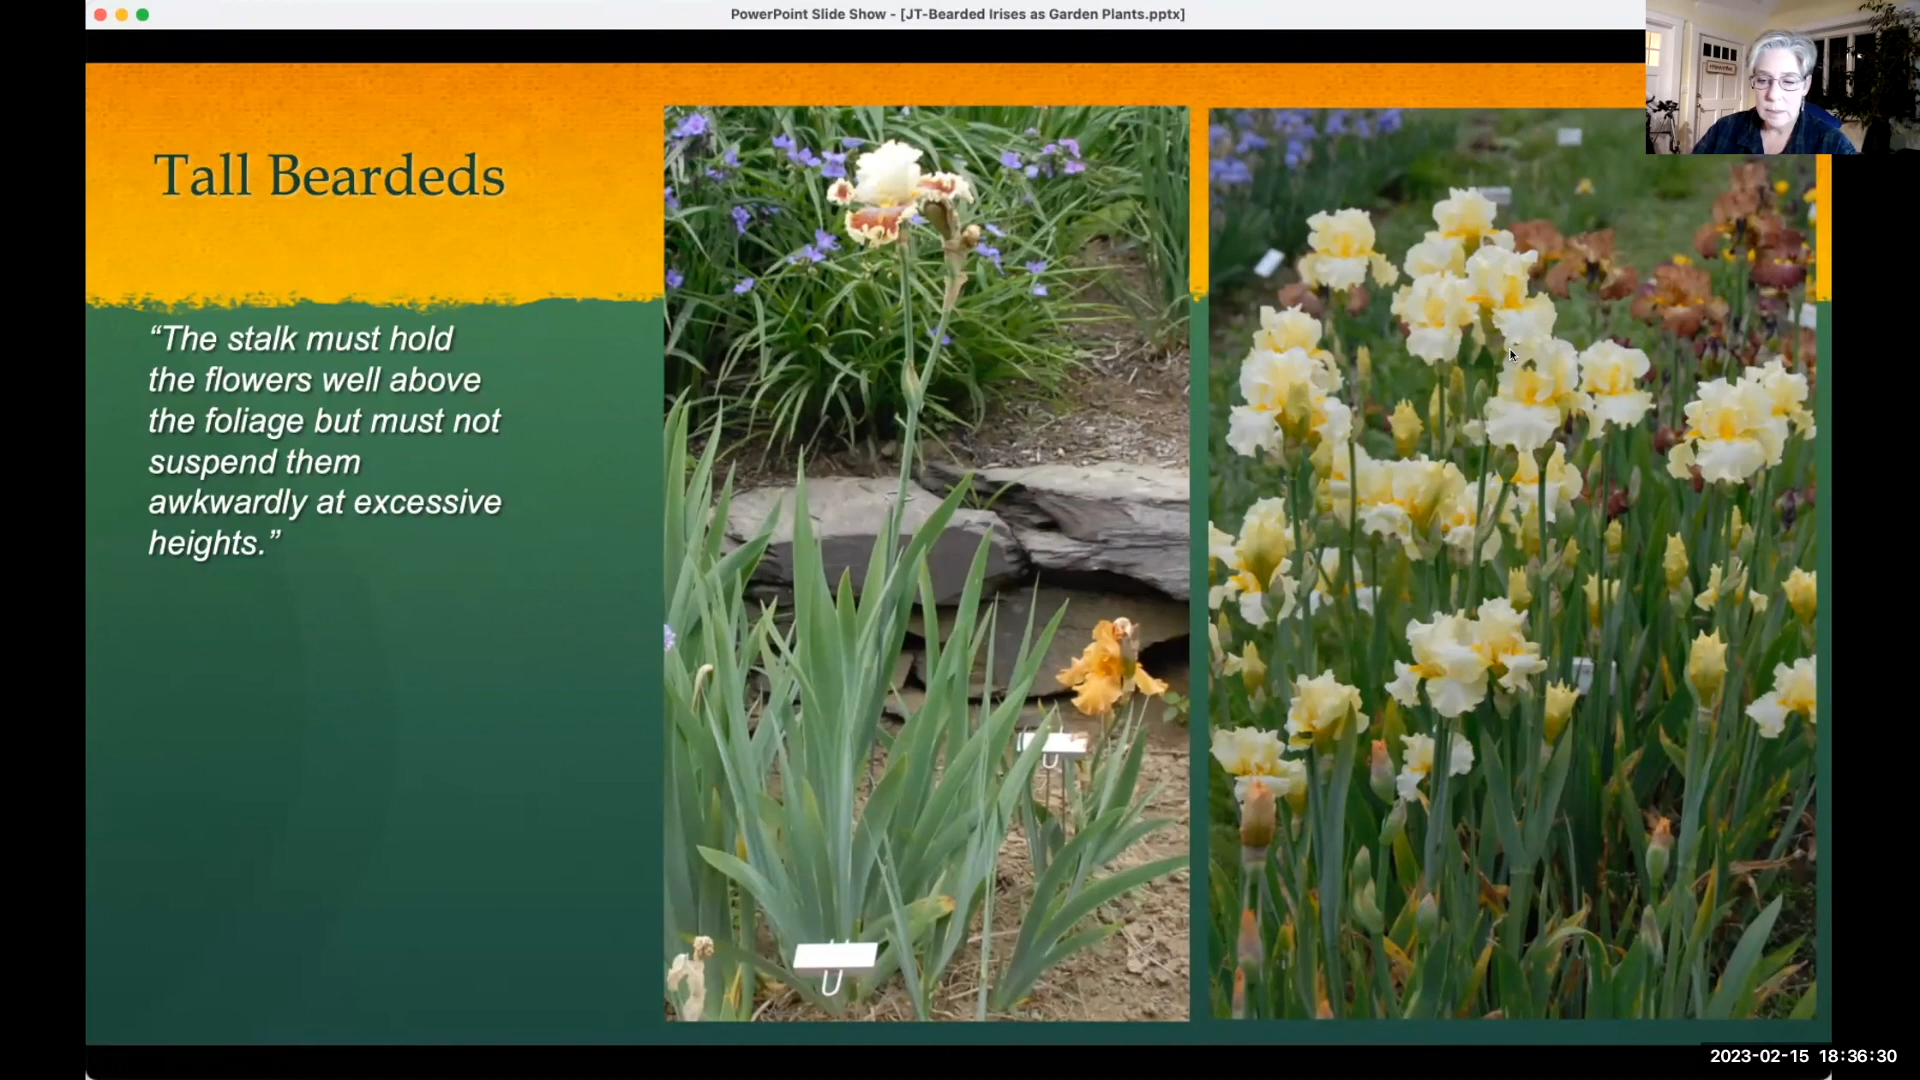 PowerPoint Slide Show - [JT-Bearded Irises as Garden Plants.pptx]
Tall Beardeds
“The stalk must hold
the flowers well above
the foliage but must not
suspend them
awkwardly at excessive
heights.”
2023-02-15 18:36:30